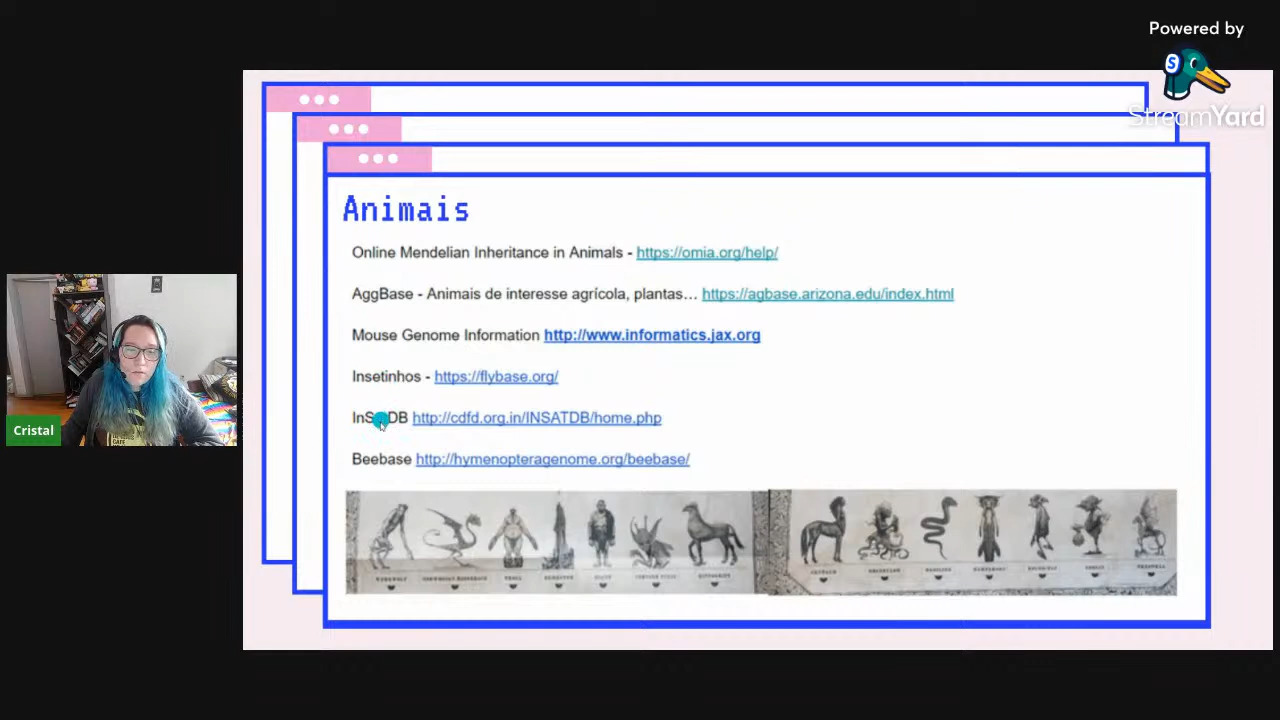 Powered by
StreamYard
Animais
Online Mendelian Inheritance in Animals - https://omia.org/help/
AggBase - Animais de interesse agrícola, plantas... https://agbase.arizona.edu/index.html
Mouse Genome Information http://www.informatics.jax.org
Insetinhos - https://flybase.org/
http://cdfd.org.in/INSATDB/home.php
Beebase http://hymenopteragenome.org/beebase/
Cristal